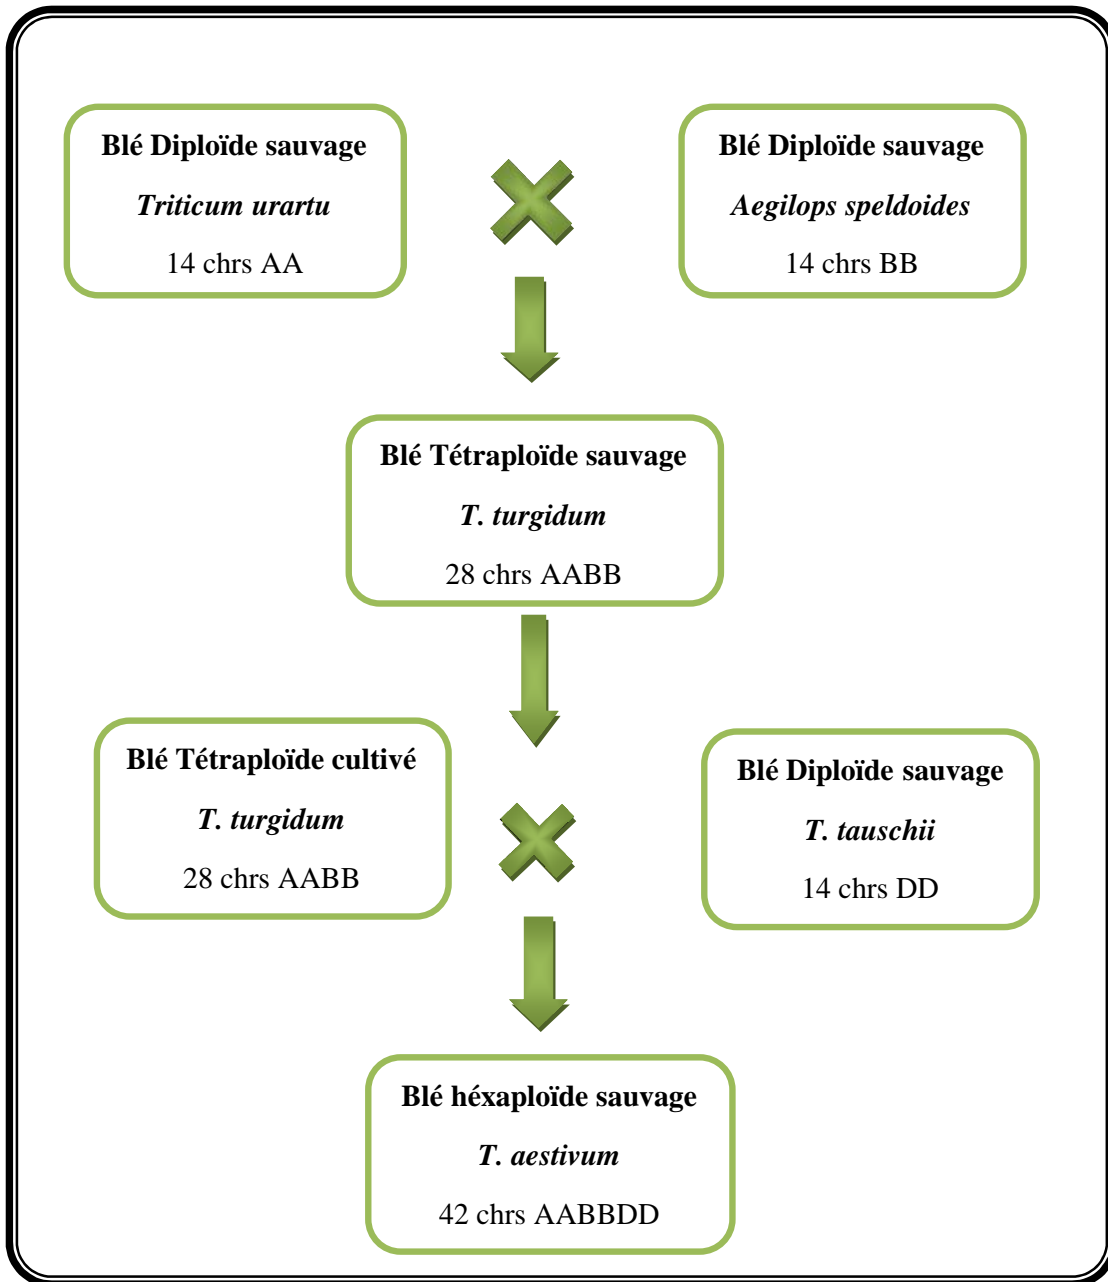 Blé Diploïde sauvage
Triticum urartu
14 chrs AA
Blé Diploïde sauvage
Aegilops speldoides
14 chrs BB
Blé Tétraploïde sauvage
T. turgidum
28 chrs AABB
Blé Tétraploïde cultivé
T. turgidum
28 chrs AABB
Blé Diploïde sauvage
T. tauschii
14 chrs DD
Blé héxaploïde sauvage
T. aestivum
42 chrs AABBDD